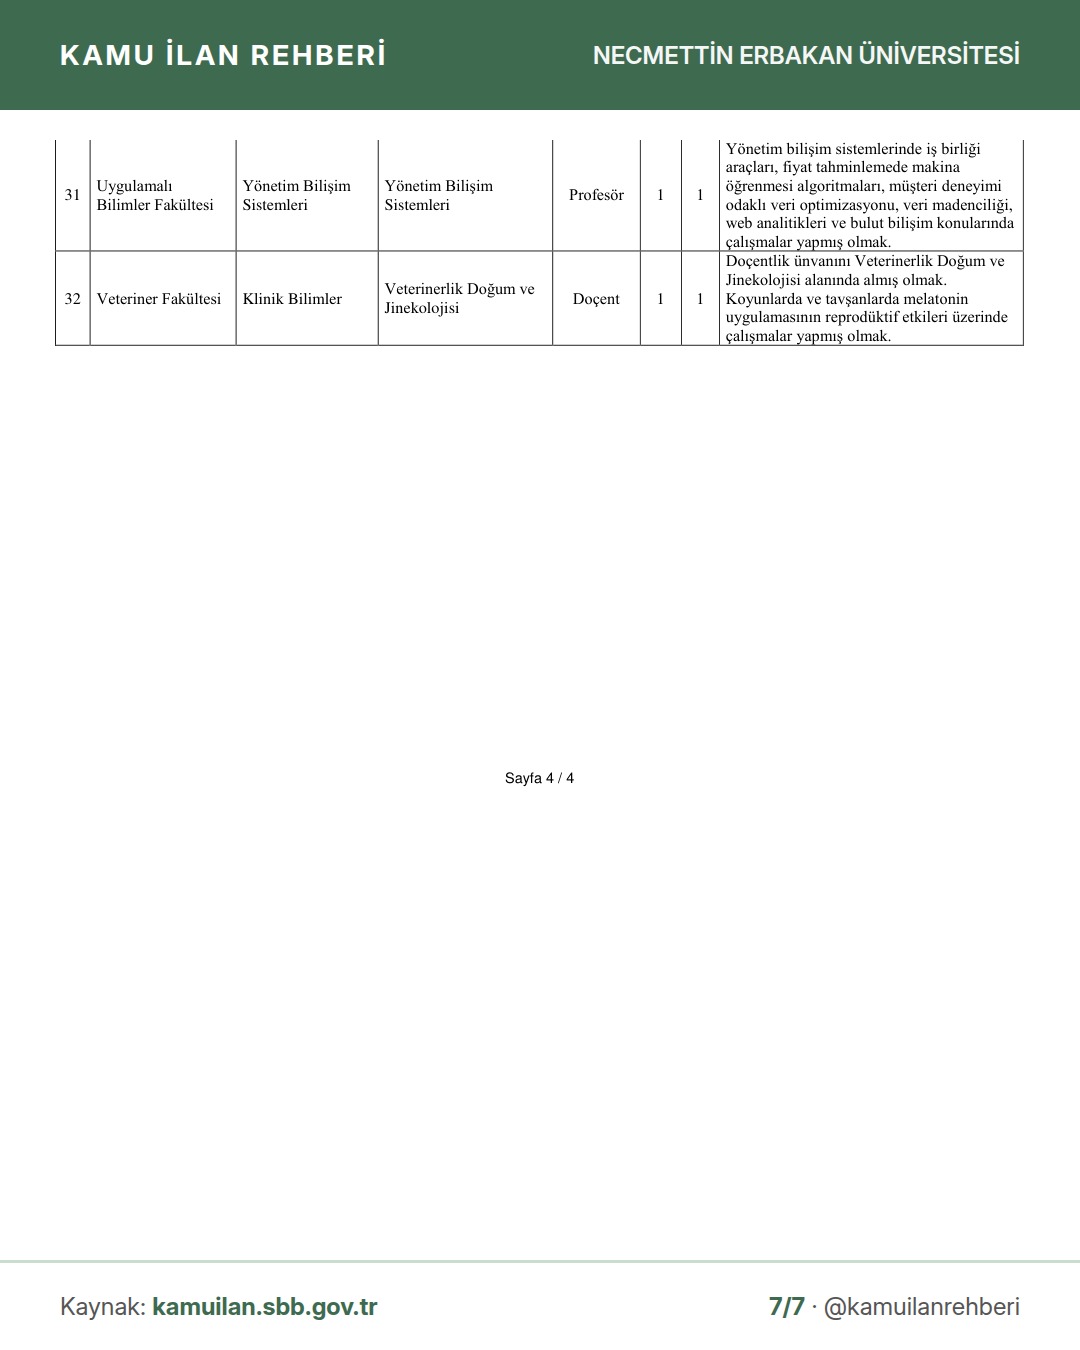 KAMU İLAN REHBERİ
NECMETTİN ERBAKAN ÜNİVERSİTESİ
31
Uygulamalı
Bilimler Fakültesi
Yönetim Bilişim
Sistemleri
Yönetim Bilişim
Sistemleri
Profesör
1
1
Yönetim bilişim sistemlerinde iş birliği
araçları, fiyat tahminlemede makina
öğrenmesi algoritmaları, müşteri deneyimi
odaklı veri optimizasyonu, veri madenciliği,
web analitikleri ve bulut bilişim konularında
çalışmalar yapmış olmak.
32
Veteriner Fakültesi
Klinik Bilimler
Veterinerlik Doğum ve
Jinekolojisi
Doçent
1
1
Doçentlik ünvanını Veterinerlik Doğum ve
Jinekolojisi alanında almış olmak.
Koyunlarda ve tavşanlarda melatonin
uygulamasının reprodüktif etkileri üzerinde
çalışmalar yapmış olmak.
Sayfa 4 / 4
Kaynak: kamuilan.sbb.gov.tr
7/7 · @kamuilanrehberi